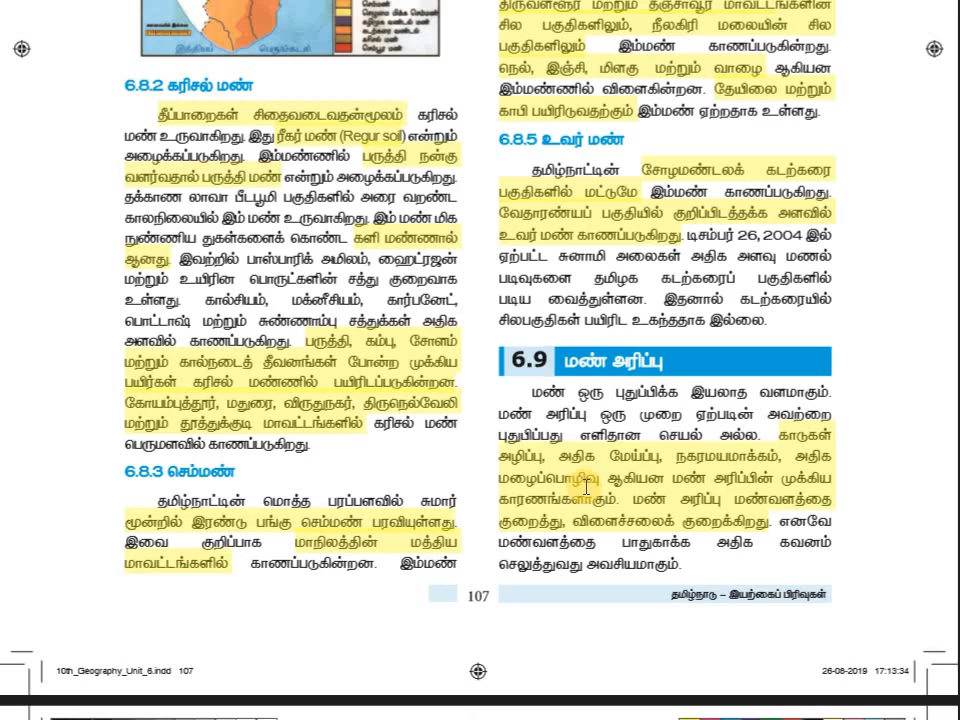 செம்மண்
செழுமை மிக்க செம்மண்
கடற்கரை வண்டல் மண்
கரிசல் மண்
செம்பூர மண்
இந்தியப் பெருங்கடல்
6.8.2 கரிசல் மண்
தீப்பாறைகள் சிதைவடைவதன்மூலம் கரிசல்
மண் உருவாகிறது. இது ரீகர் மண் (Regur soil) என்றும்
அழைக்கப்படுகிறது. இம்மண்ணில் பருத்தி நன்கு
வளர்வதால் பருத்தி மண் என்றும் அழைக்கப்படுகிறது.
தக்காண லாவா பீடபூமி பகுதிகளில் அரை வறண்ட
காலநிலையில் இம் மண் உருவாகிறது. இம் மண் மிக
நுண்ணிய துகள்களைக் கொண்ட களி மண்ணால்
ஆனது. இவற்றில் பாஸ்பாரிக் அமிலம், ஹைட்ரஜன்
மற்றும் உயிரின பொருட்களின் சத்து குறைவாக
உள்ளது. கால்சியம், மக்னீசியம், கார்பனேட்,
பொட்டாஷ் மற்றும் சுண்ணாம்பு சத்துக்கள் அதிக
அளவில் காணப்படுகிறது. பருத்தி, கம்பு, சோளம்
மற்றும் கால்நடைத் தீவனங்கள் போன்ற முக்கிய
பயிர்கள் கரிசல் மண்ணில் பயிரிடப்படுகின்றன.
கோயம்புத்தூர், மதுரை, விருதுநகர், திருநெல்வேலி
மற்றும் தூத்துக்குடி மாவட்டங்களில் கரிசல் மண்
பெருமளவில் காணப்படுகிறது.
6.8.3 செம்மண்
தமிழ்நாட்டின் மொத்த பரப்பளவில் சுமார்
மூன்றில் இரண்டு பங்கு செம்மண் பரவியுள்ளது.
இவை குறிப்பாக மாநிலத்தின் மத்திய
மாவட்டங்களில் காணப்படுகின்றன. இம்மண்
திருவள்ளூர் மற்றும் தஞ்சாவூர் மாவட்டங்களின்
சில பகுதிகளிலும், நீலகிரி மலையின் சில
பகுதிகளிலும் இம்மண் காணப்படுகின்றது.
நெல், இஞ்சி, மிளகு மற்றும் வாழை ஆகியன
இம்மண்ணில் விளைகின்றன. தேயிலை மற்றும்
காபி பயிரிடுவதற்கும் இம்மண் ஏற்றதாக உள்ளது.
6.8.5 உவர் மண்
தமிழ்நாட்டின் சோழமண்டலக் கடற்கரை
பகுதிகளில் மட்டுமே இம்மண் காணப்படுகிறது.
வேதாரண்யப் பகுதியில் குறிப்பிடத்தக்க அளவில்
உவர் மண் காணப்படுகிறது. டிசம்பர் 26, 2004 இல்
ஏற்பட்ட சுனாமி அலைகள் அதிக அளவு மணல்
படிவுகளை தமிழக கடற்கரைப் பகுதிகளில்
படிய வைத்துள்ளன. இதனால் கடற்கரையில்
சிலபகுதிகள் பயிரிட உகந்ததாக இல்லை.
6.9 மண் அரிப்பு
மண் ஒரு புதுப்பிக்க இயலாத வளமாகும்.
மண் அரிப்பு ஒரு முறை ஏற்படின் அவற்றை
புதுபிப்பது எளிதான செயல் அல்ல. காடுகள்
அழிப்பு, அதிக மேய்ப்பு, நகரமயமாக்கம், அதிக
மழைப்பொழிவு ஆகியன மண் அரிப்பின் முக்கிய
காரணங்களாகும். மண் அரிப்பு மண்வளத்தை
குறைத்து, விளைச்சலைக் குறைக்கிறது. எனவே
மண்வளத்தை பாதுகாக்க அதிக கவனம்
செலுத்துவது அவசியமாகும்.
107 தமிழ்நாடு – இயற்கைப் பிரிவுகள்
10th_Geography_Unit_6.indd 107 26-08-2019 17:13:34